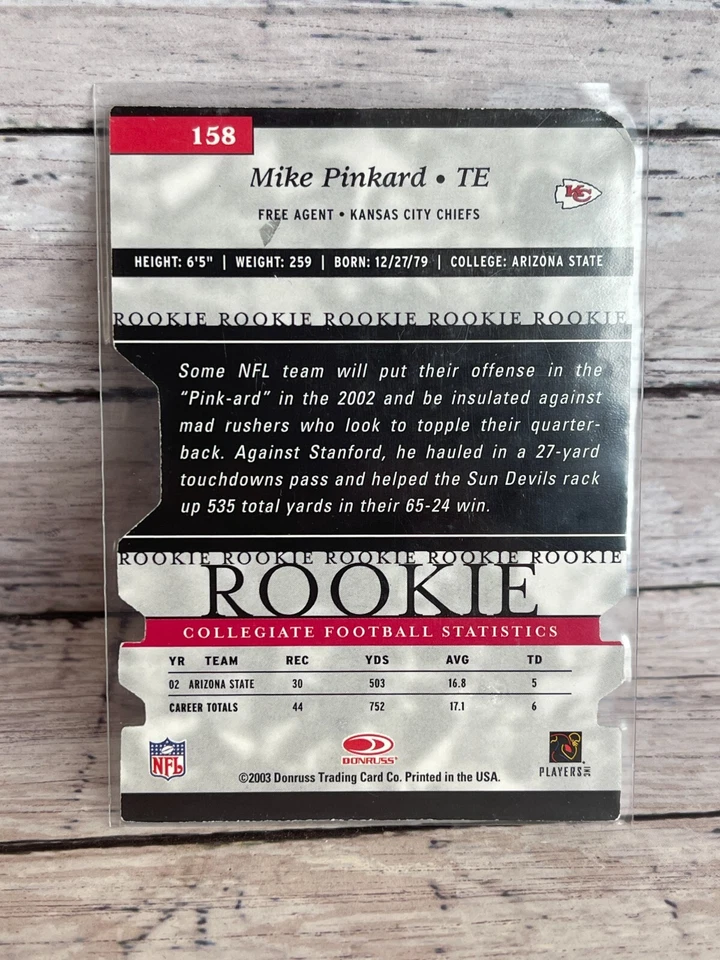 158
Mike Pinkard • TE
KC
FREE AGENT • KANSAS CITY CHIEFS
HEIGHT: 6'5" | WEIGHT: 259 | BORN: 12/27/79 | COLLEGE: ARIZONA STATE
ROOKIE ROOKIE ROOKIE ROOKIE ROOKIE
Some NFL team will put their offense in the
“Pink-ard” in the 2002 and be insulated against
mad rushers who look to topple their quarter-
back. Against Stanford, he hauled in a 27-yard
touchdowns pass and helped the Sun Devils rack
up 535 total yards in their 65-24 win.
ROOKIE ROOKIE ROOKIE ROOKIE ROOKIE
ROOKIE
COLLEGIATE FOOTBALL STATISTICS
YR TEAM REC YDS AVG TD
02 ARIZONA STATE 30 503 16.8 5
CAREER TOTALS 44 752 17.1 6
NFL
DONRUSS
PLAYERS INC
©2003 Donruss Trading Card Co. Printed in the USA.